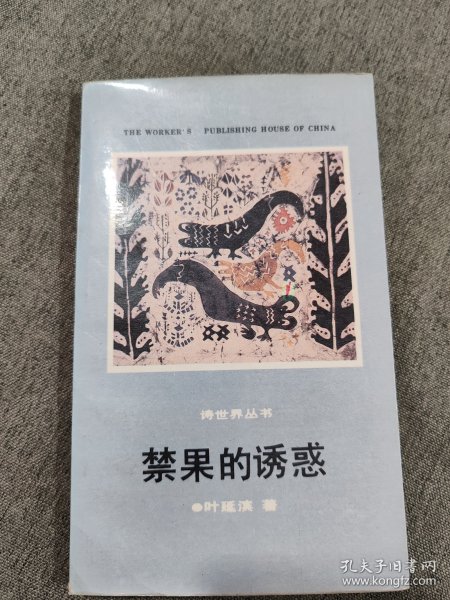 THE WORKER'S PUBLISHING HOUSE OF CHINA
诗世界丛书
禁果的诱惑
●叶延滨 著
孔夫子旧书网
www.kongfz.com